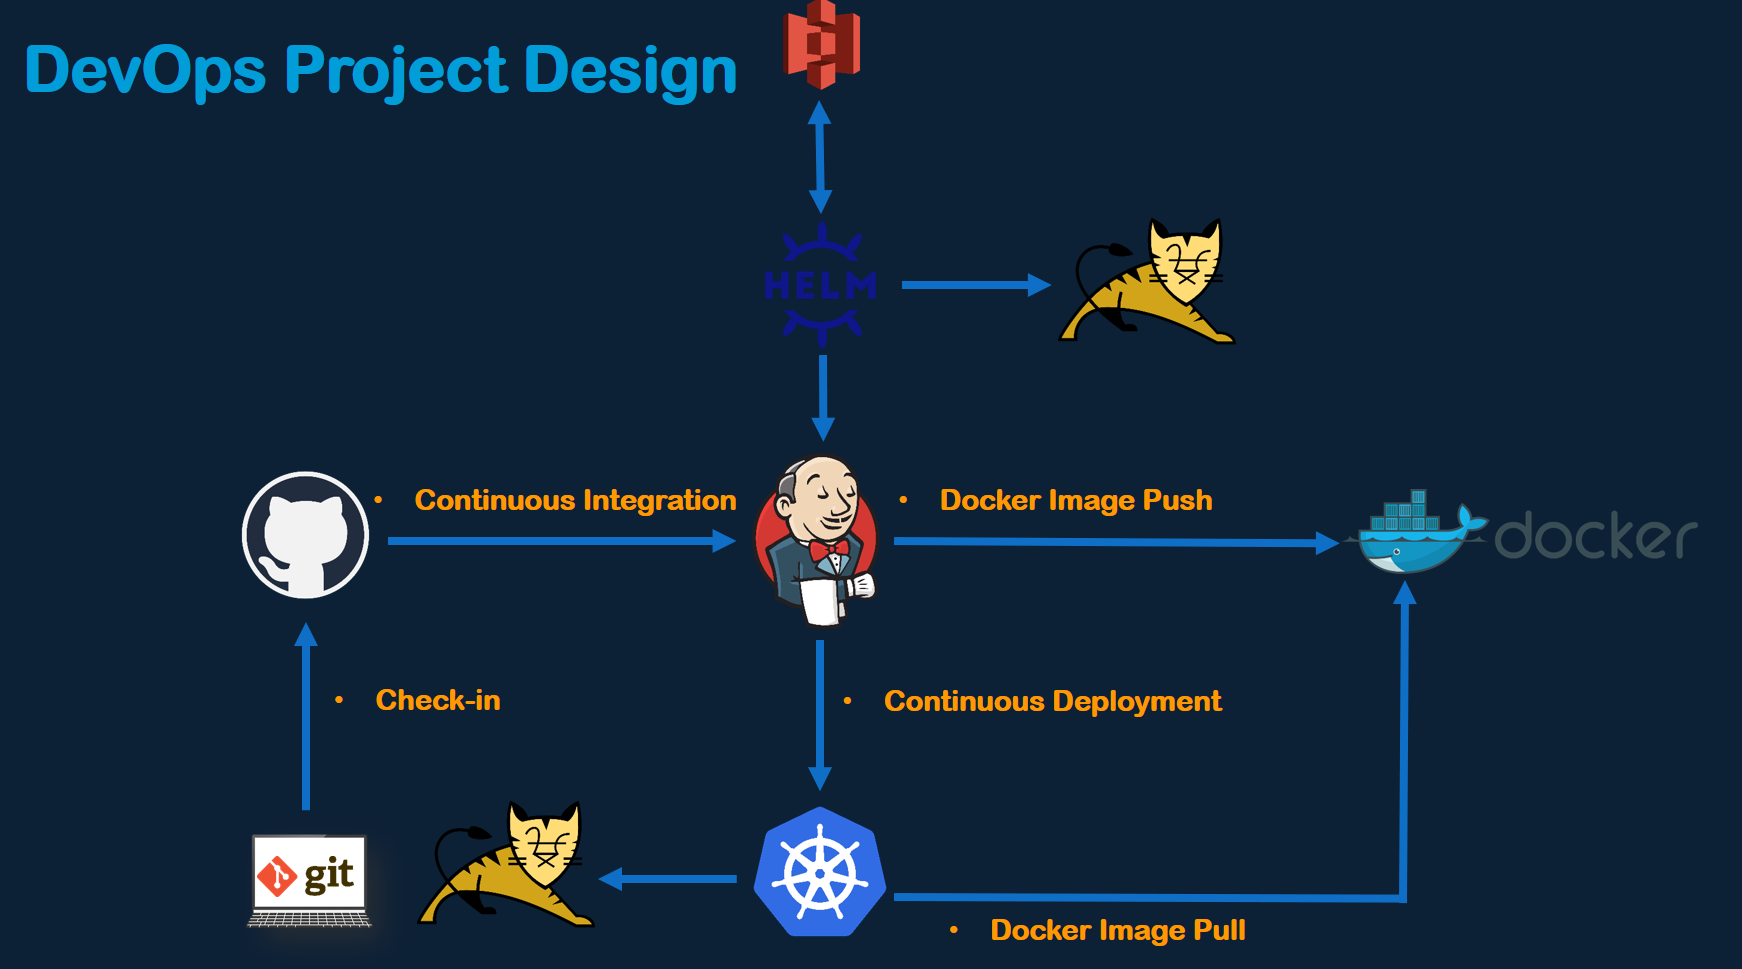 DevOps Project Design
HELM
• Continuous Integration
• Docker Image Push
docker
• Check-in
• Continuous Deployment
git
• Docker Image Pull